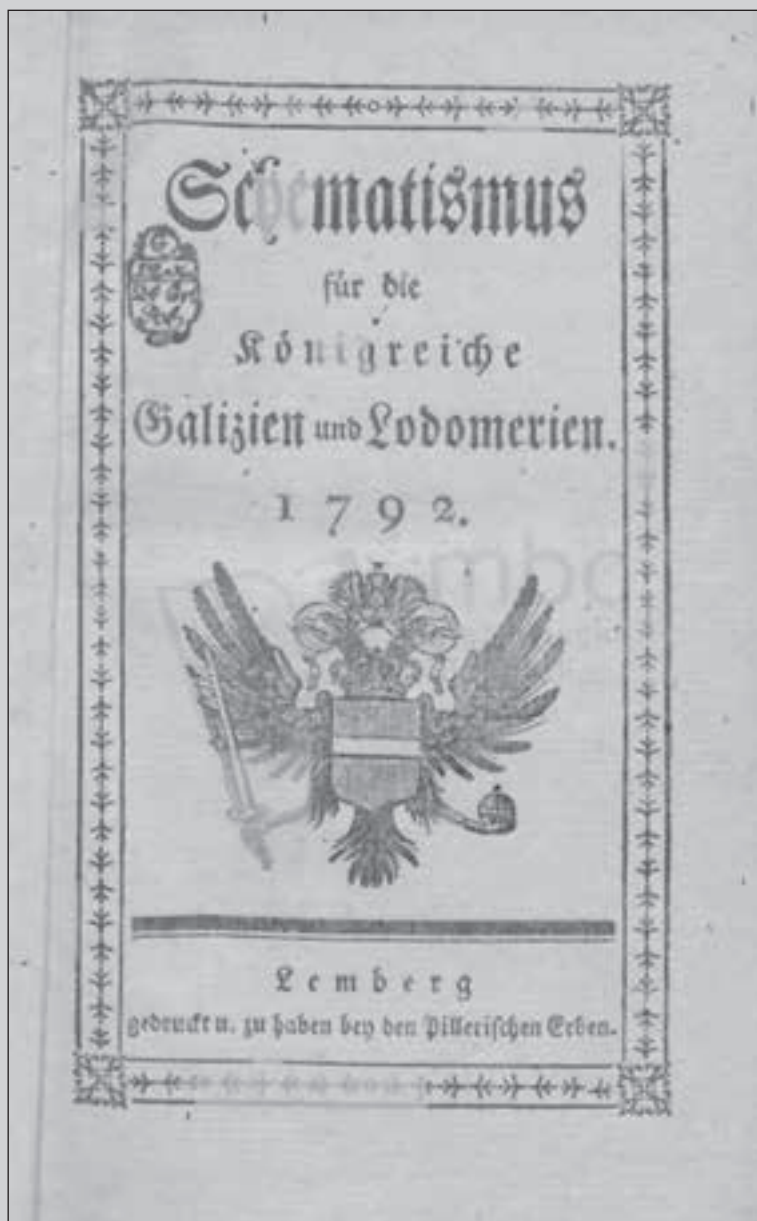 Schematismus
für die
Königreiche
Galizien und Lodomerien.
1792.
Lemberg
gedruckt u. zu haben bey den Pillerischen Erben.